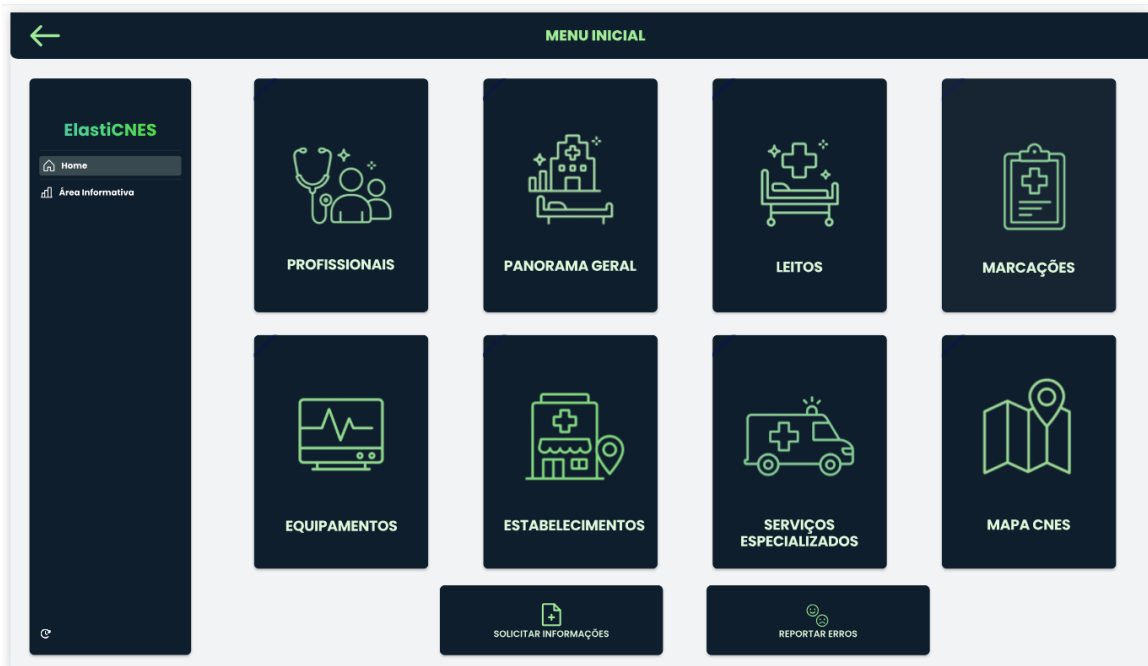 MENU INICIAL
ElastiCNES
Home
Área Informativa
PROFISSIONAIS
PANORAMA GERAL
LEITOS
MARCAÇÕES
EQUIPAMENTOS
ESTABELECIMENTOS
SERVIÇOS
ESPECIALIZADOS
MAPA CNES
SOLICITAR INFORMAÇÕES
REPORTAR ERROS